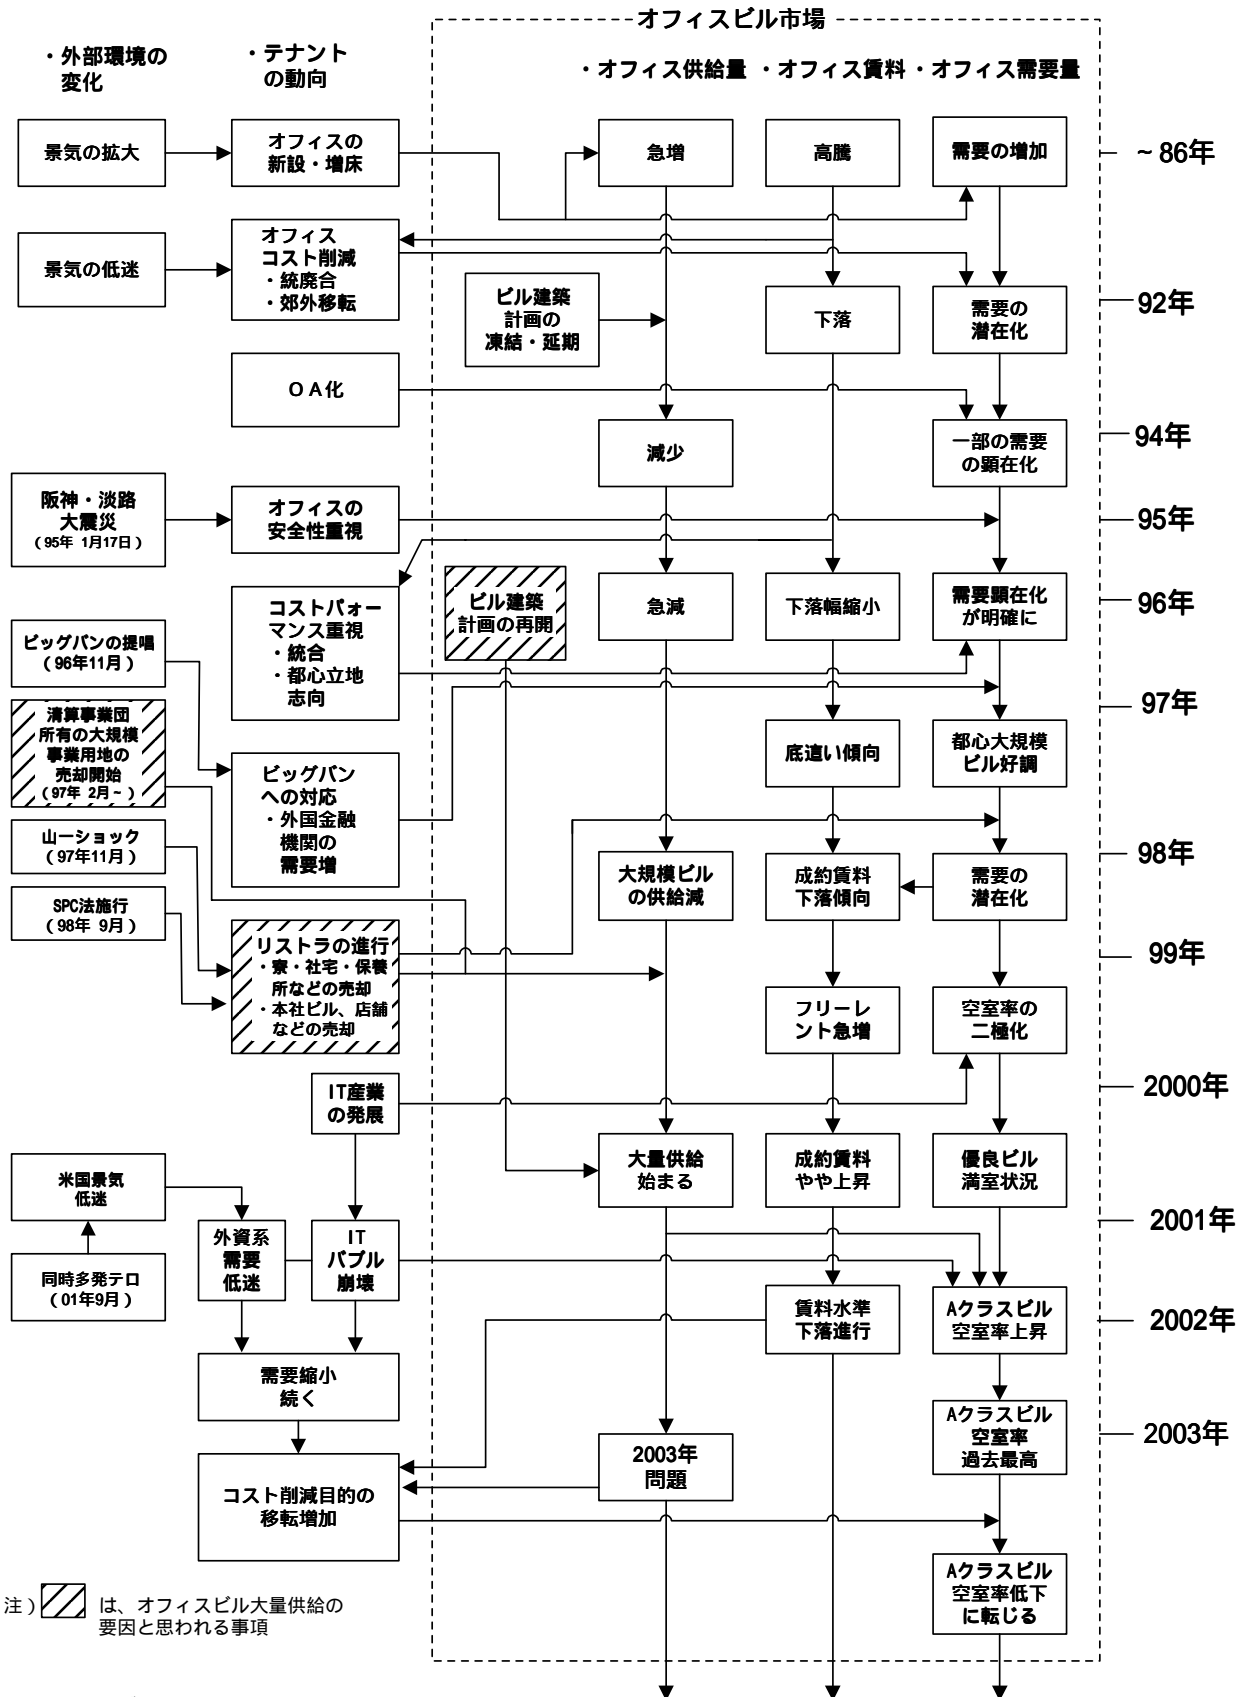 オフィスビル市場
・外部環境の
変化
・テナント
の動向
・オフィス供給量
・オフィス賃料
・オフィス需要量
景気の拡大
オフィスの
新設・増床
急増
高騰
需要の増加
~86年
景気の低迷
オフィス
コスト削減
・統廃合
・郊外移転
ビル建築
計画の
凍結・延期
下落
需要の
潜在化
92年
OA化
減少
一部の需要
の顕在化
94年
阪神・淡路
大震災
(95年 1月17日)
オフィスの
安全性重視
95年
コストパォー
マンス重視
・統合
・都心立地
志向
ビル建築
計画の再開
急減
下落幅縮小
需要顕在化
が明確に
96年
ビッグバンの提唱
(96年11月)
清算事業団
所有の大規模
事業用地の
売却開始
(97年 2月~)
97年
ビッグバン
への対応
・外国金融
機関の
需要増
底這い傾向
都心大規模
ビル好調
山一ショック
(97年11月)
大規模ビル
の供給減
成約賃料
下落傾向
需要の
潜在化
98年
SPC法施行
(98年 9月)
リストラの進行
・寮・社宅・保養
所などの売却
・本社ビル、店舗
などの売却
99年
フリーレ
ント急増
空室率の
二極化
IT産業
の発展
2000年
大量供給
始まる
成約賃料
やや上昇
優良ビル
満室状況
米国景気
低迷
外資系
需要
低迷
IT
バブル
崩壊
2001年
同時多発テロ
(01年9月)
賃料水準
下落進行
Aクラスビル
空室率上昇
2002年
需要縮小
続く
Aクラスビル
空室率
過去最高
2003年
コスト削減目的の
移転増加
2003年
問題
Aクラスビル
空室率低下
に転じる
注) は、オフィスビル大量供給の
要因と思われる事項